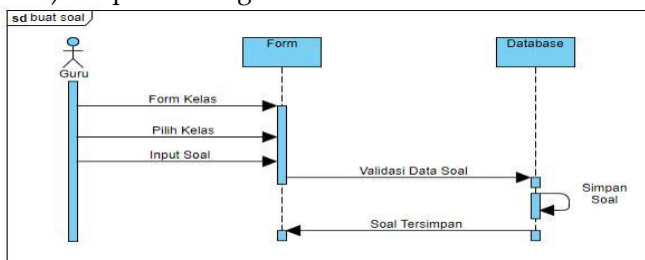 sd buat soal
Guru
Form
Database
Form Kelas
Pilih Kelas
Input Soal
Validasi Data Soal
Simpan
Soal
Soal Tersimpan